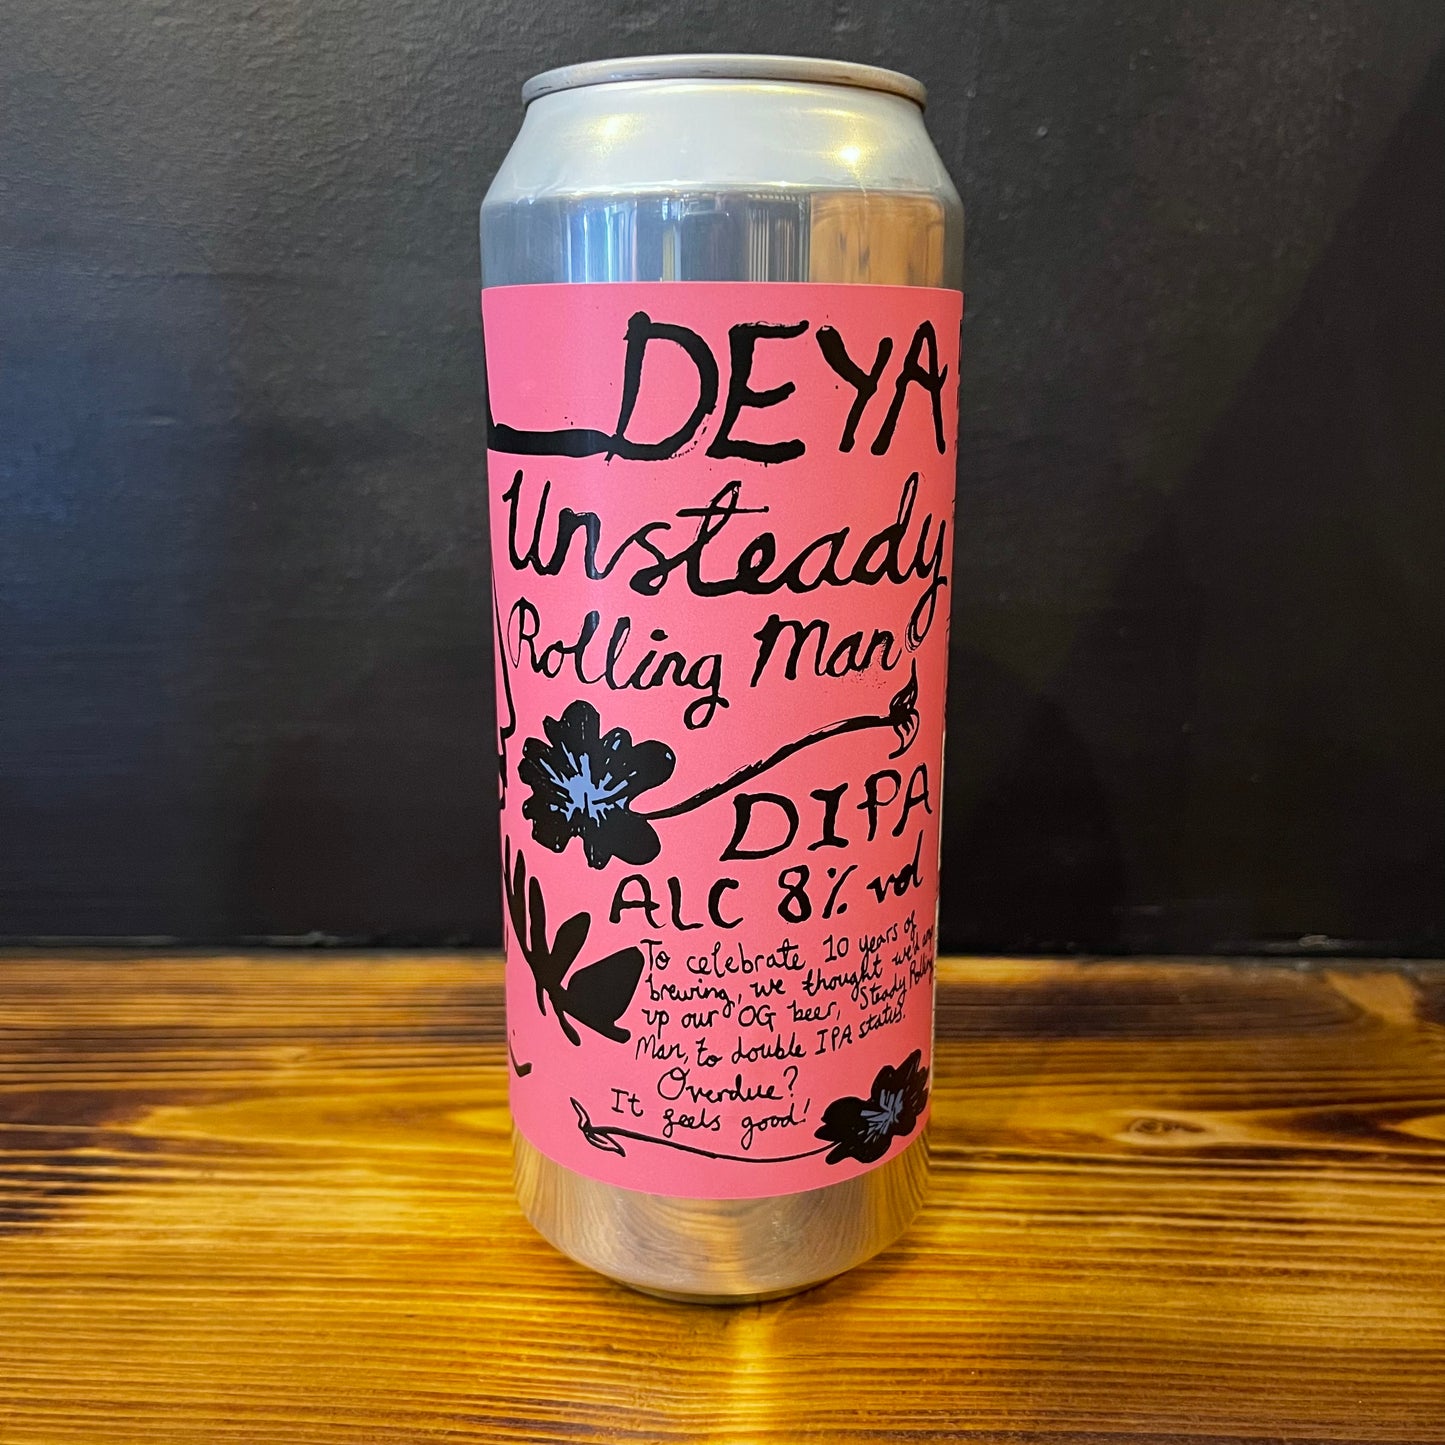 DEYA
Unsteady
Rolling Man
DIPA
ALC 8% vol
To celebrate 10 years of
brewing, we thought we'd
up our OG beer, Steady Rolling
Man, to double IPA status.
Overdue?
It feels good!